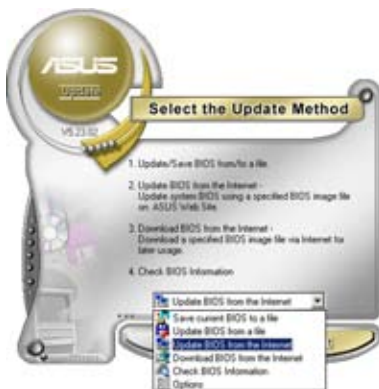 ASUS
Update
V5.23.02
Select the Update Method
1. Update/Save BIOS from/to a file
2. Update BIOS from the Internet -
Update system BIOS using a specified BIOS image file
on ASUS Web Site.
3. Download BIOS from the Internet -
Download a specified BIOS image file via Internet for
later usage.
4. Check BIOS Information
Update BIOS from the Internet
Save current BIOS to a file
Update BIOS from a file
Update BIOS from the Internet
Download BIOS from the Internet
Check BIOS Information
Options